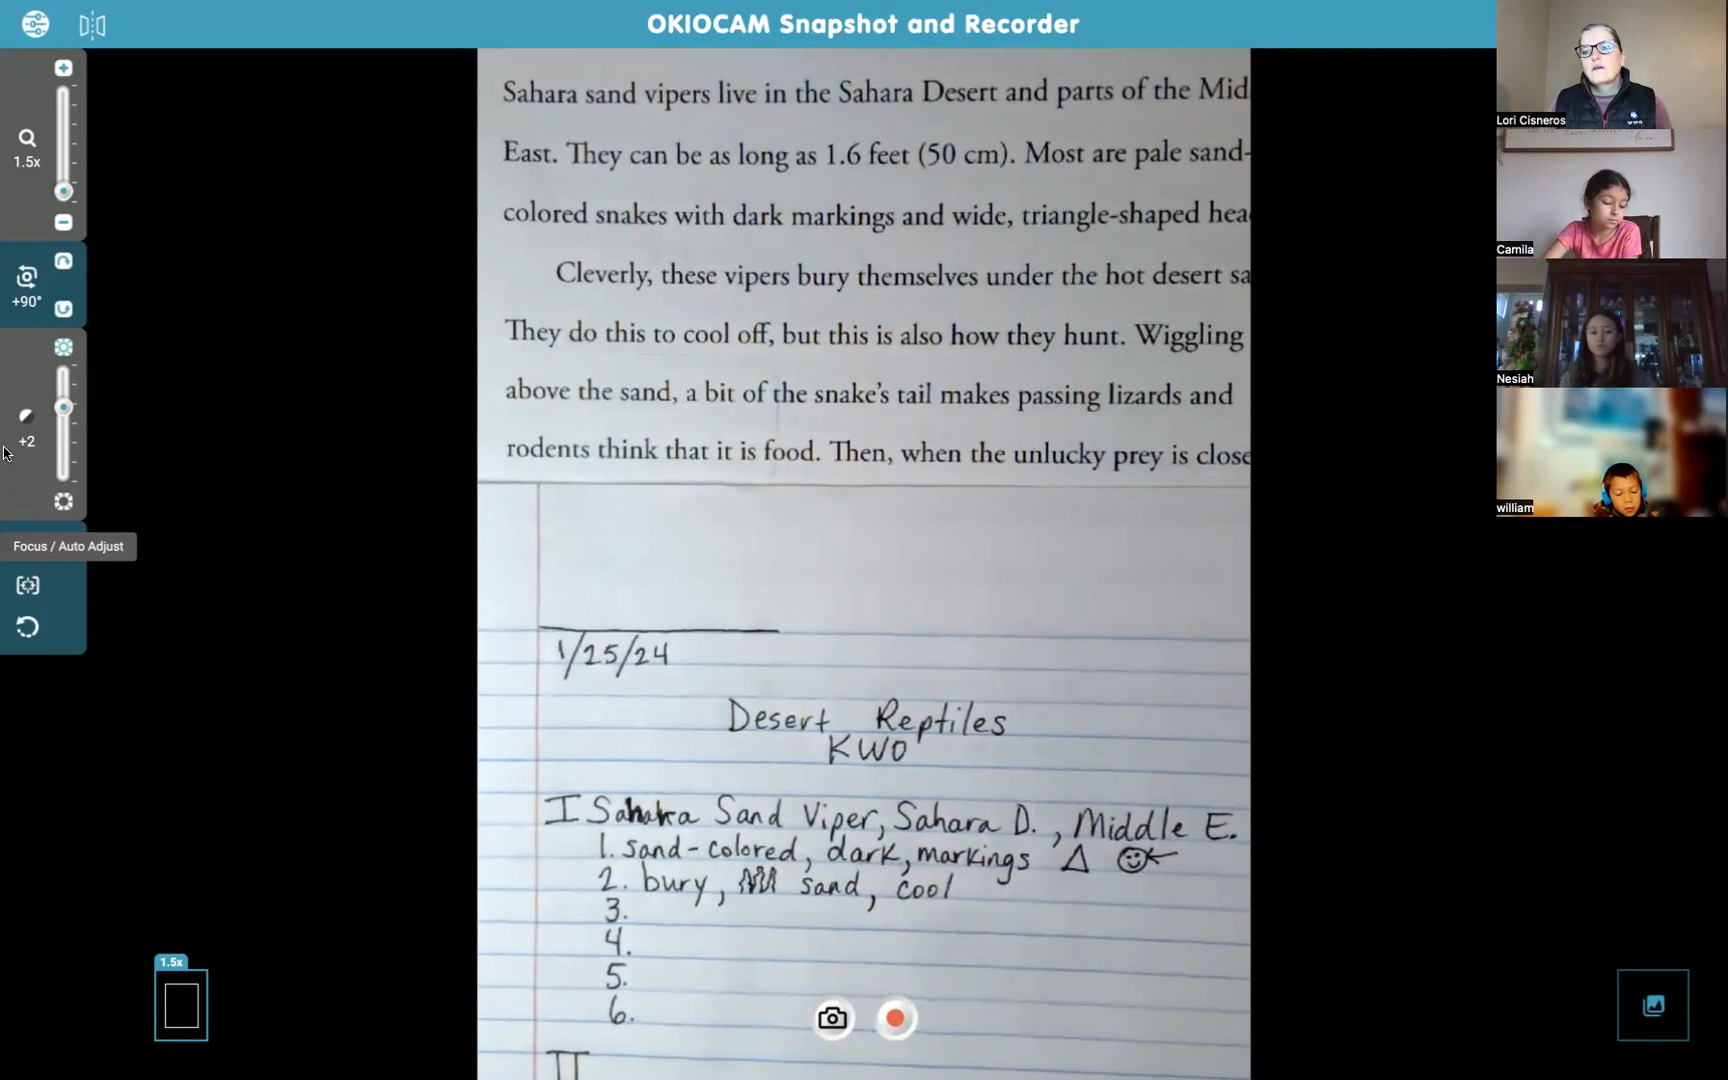 OKIOCAM Snapshot and Recorder
1.5x
+90°
+2
Focus / Auto Adjust
1.5x
Sahara sand vipers live in the Sahara Desert and parts of the Mid
East. They can be as long as 1.6 feet (50 cm). Most are pale sand-
colored snakes with dark markings and wide, triangle-shaped hea
Cleverly, these vipers bury themselves under the hot desert sa
They do this to cool off, but this is also how they hunt. Wiggling
above the sand, a bit of the snake's tail makes passing lizards and
rodents think that it is food. Then, when the unlucky prey is close
1/25/24
Desert Reptiles
KWO
I Sahara Sand Viper, Sahara D., Middle E.
1. sand-colored, dark, markings
2. bury, sand, cool
3.
4.
5.
6.
II
Lori Cisneros
Camila
Nesiah
william